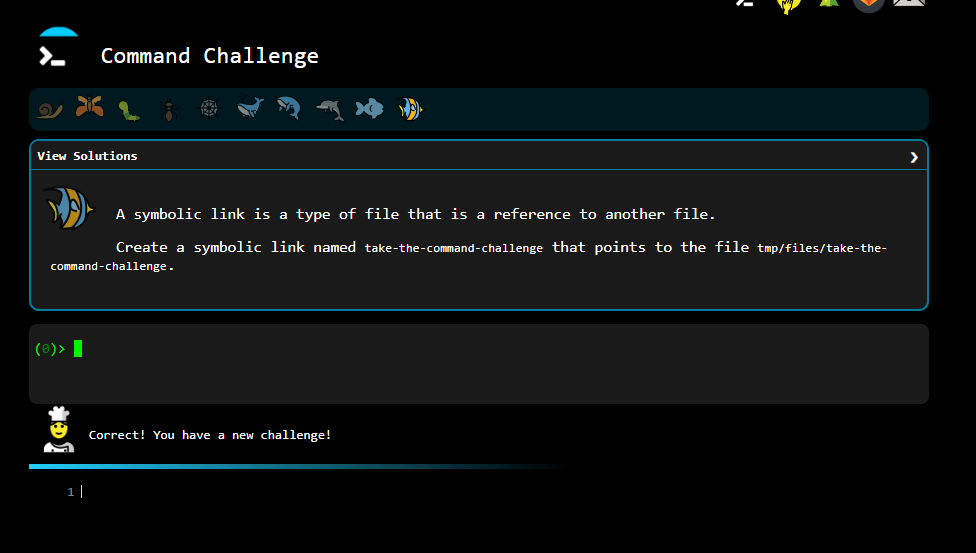 Command Challenge
View Solutions
A symbolic link is a type of file that is a reference to another file.
Create a symbolic link named take-the-command-challenge that points to the file tmp/files/take-the-
command-challenge.
(0)>
Correct! You have a new challenge!
1